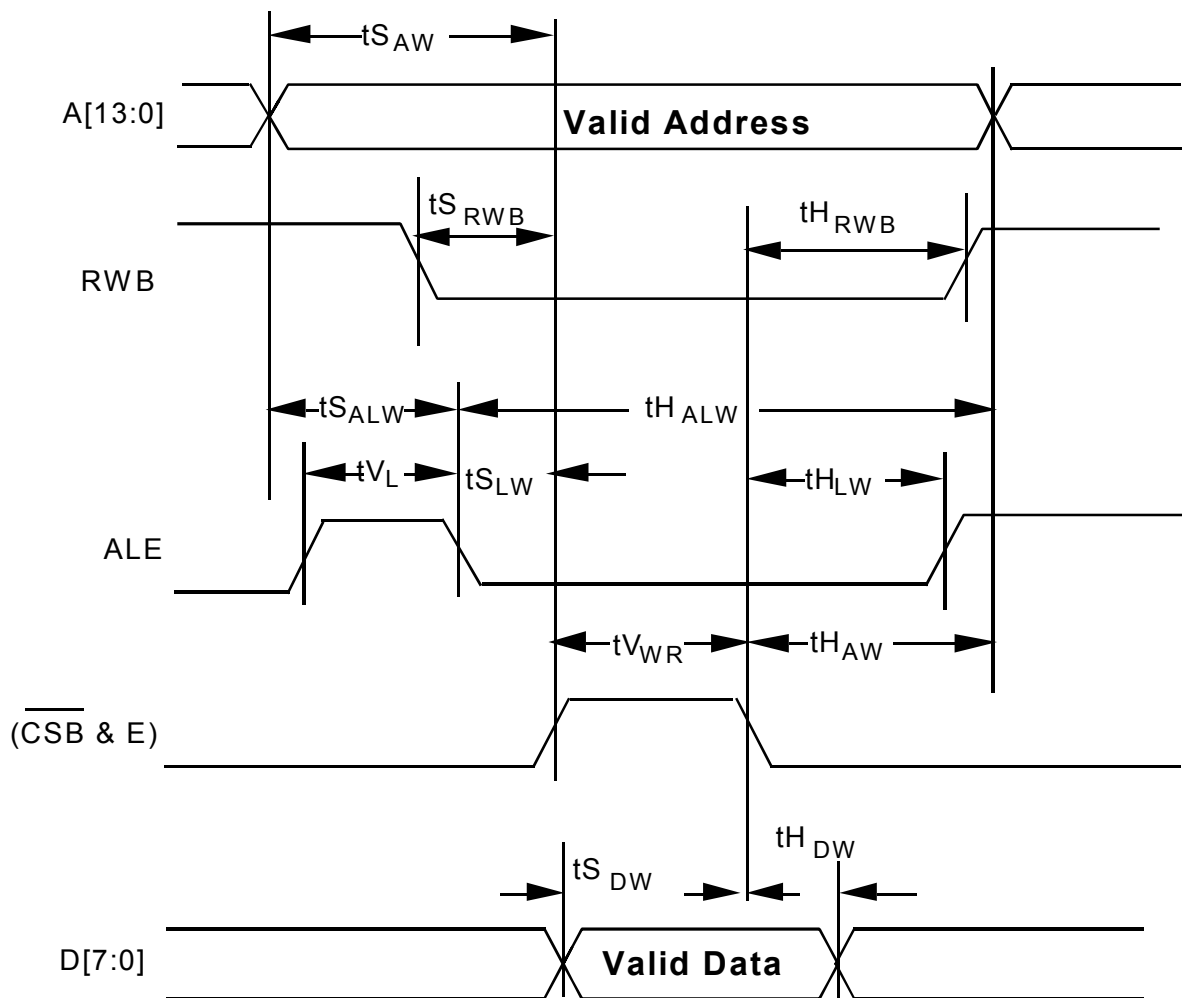 tS AW
A[13:0]
Valid Address
tS RWB
tH RWB
RWB
tS ALW
tH ALW
tV L
tS LW
tH LW
ALE
tV WR
tH AW
(CSB & E)
tH DW
tS DW
D[7:0]
Valid Data